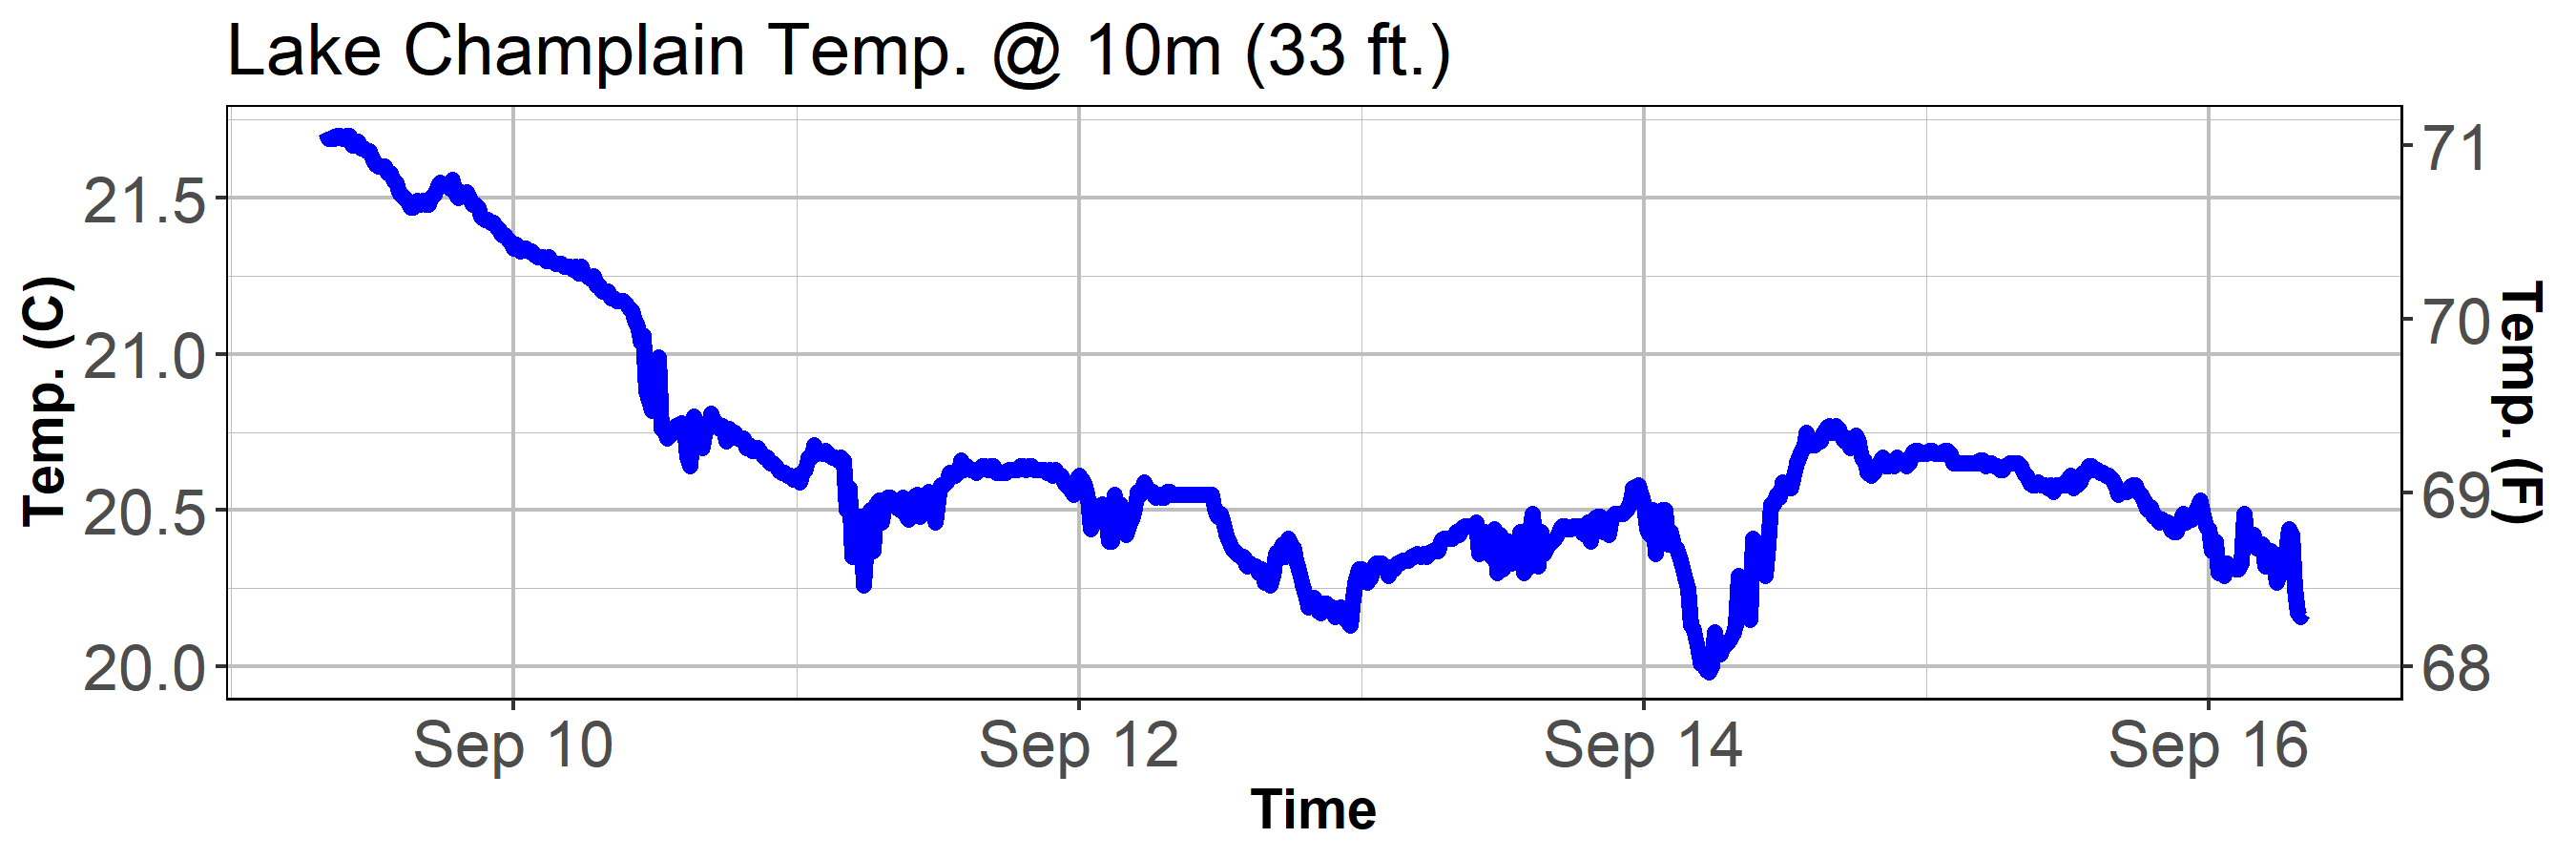 Lake Champlain Temp. @ 10m (33 ft.)
Temp. (C)
21.5
21.0
20.5
20.0
71
70
69
68
Temp. (F)
Sep 10
Sep 12
Sep 14
Sep 16
Time